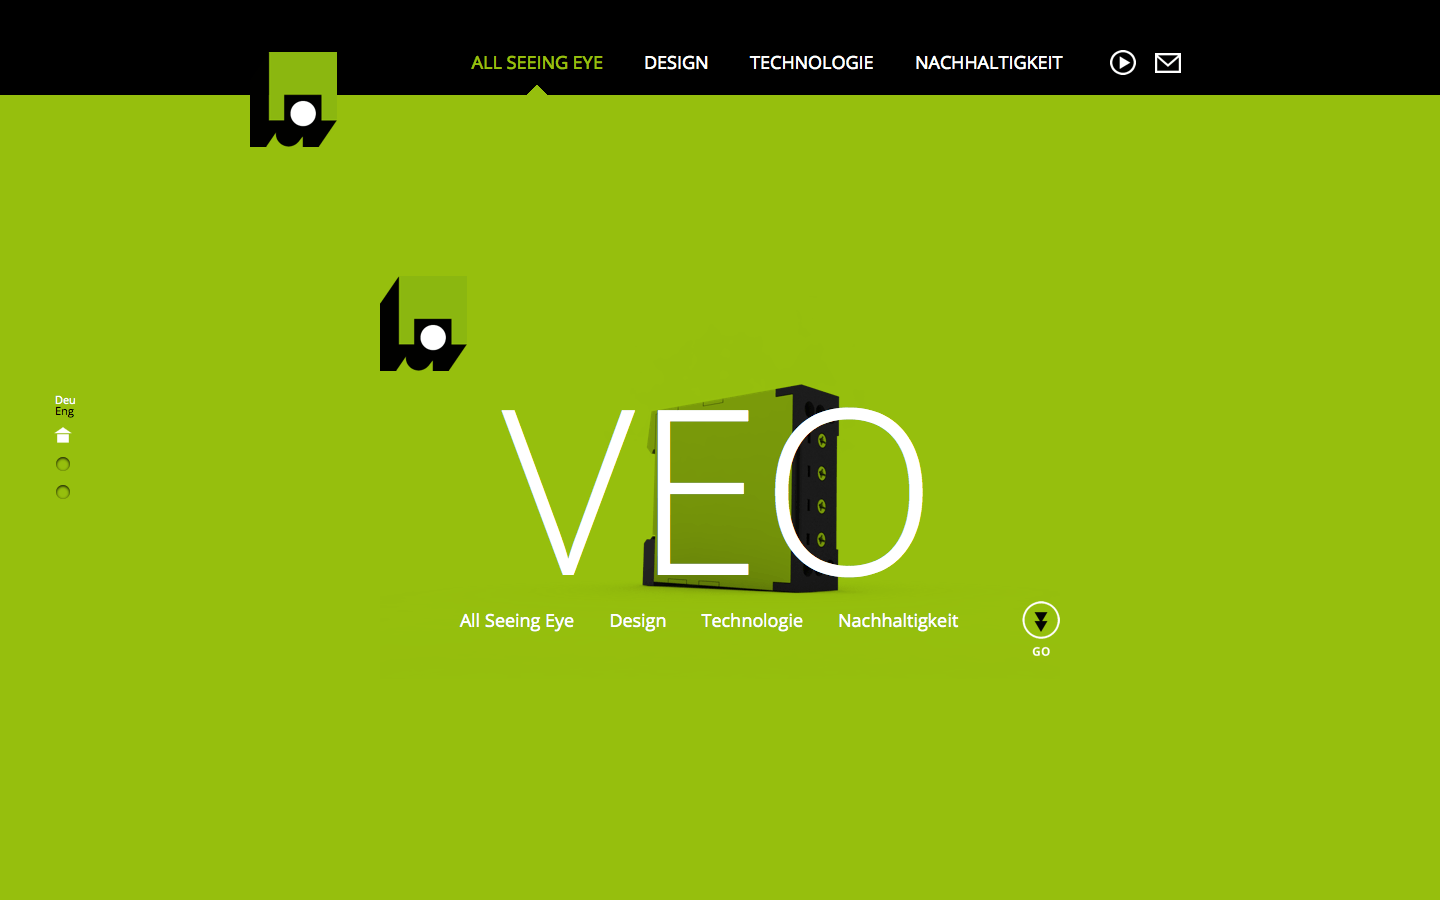 ALL SEEING EYE DESIGN TECHNOLOGIE NACHHALTIGKEIT
Deu
Eng
VEO
All Seeing Eye Design Technologie Nachhaltigkeit
GO